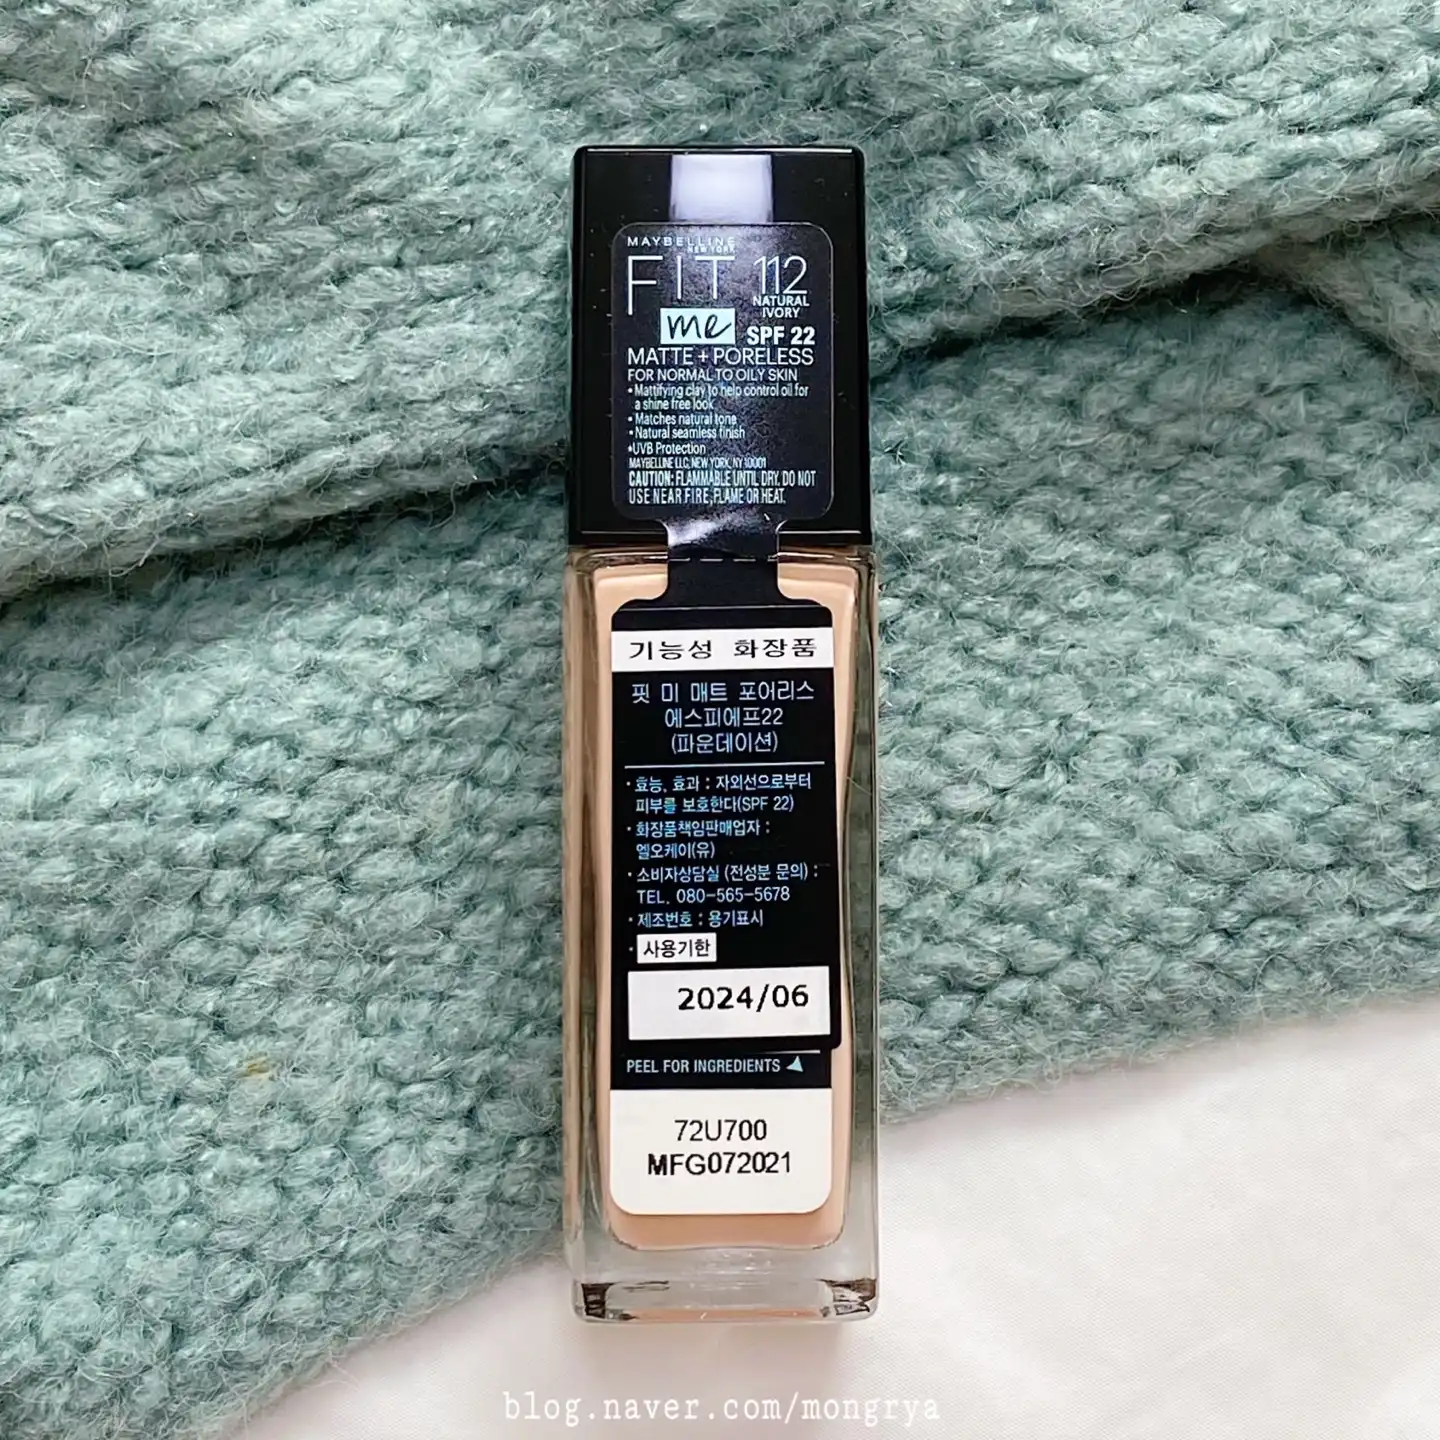 MAYBELLINE
NEW YORK
FIT 112
NATURAL
IVORY
me SPF 22
MATTE + PORELESS
FOR NORMAL TO OILY SKIN
• Mattifying clay to help control oil for
a shine free look
• Matches natural tone
• Natural seamless finish
•UVB Protection
MAYBELLINE LLC, NEW YORK, NY 10001
CAUTION: FLAMMABLE UNTIL DRY. DO NOT
USE NEAR FIRE, FLAME OR HEAT.
기능성 화장품
핏 미 매트 포어리스
에스피에프22
(파운데이션)
· 효능, 효과 : 자외선으로부터
피부를 보호한다(SPF 22)
· 화장품책임판매업자 :
엘오케이(유)
· 소비자상담실 (전성분 문의) :
TEL. 080-565-5678
· 제조번호 : 용기표시
· 사용기한
2024/06
PEEL FOR INGREDIENTS
72U700
MFG072021
blog.naver.com/mongrya